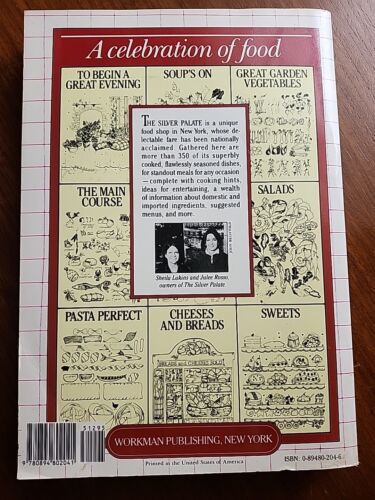 A celebration of food
TO BEGIN A
GREAT EVENING
SOUP'S ON
GREAT GARDEN
VEGETABLES
THE SILVER PALATE is a unique
food shop in New York, whose de-
lectable fare has been nationally
acclaimed. Gathered here are
more than 350 of its superbly
cooked, flawlessly seasoned dishes,
for standout meals for any occasion
—complete with cooking hints,
ideas for entertaining, a wealth
of information about domestic and
imported ingredients, suggested
menus, and more.
THE MAIN
COURSE
SALADS
Sheila Lukins and Julee Rosso,
owners of The Silver Palate.
PASTA PERFECT
CHEESES
AND BREADS
SWEETS
51295
9 780894 802041
WORKMAN PUBLISHING, NEW YORK
Printed in the United States of America
ISBN: 0-89480-204-6